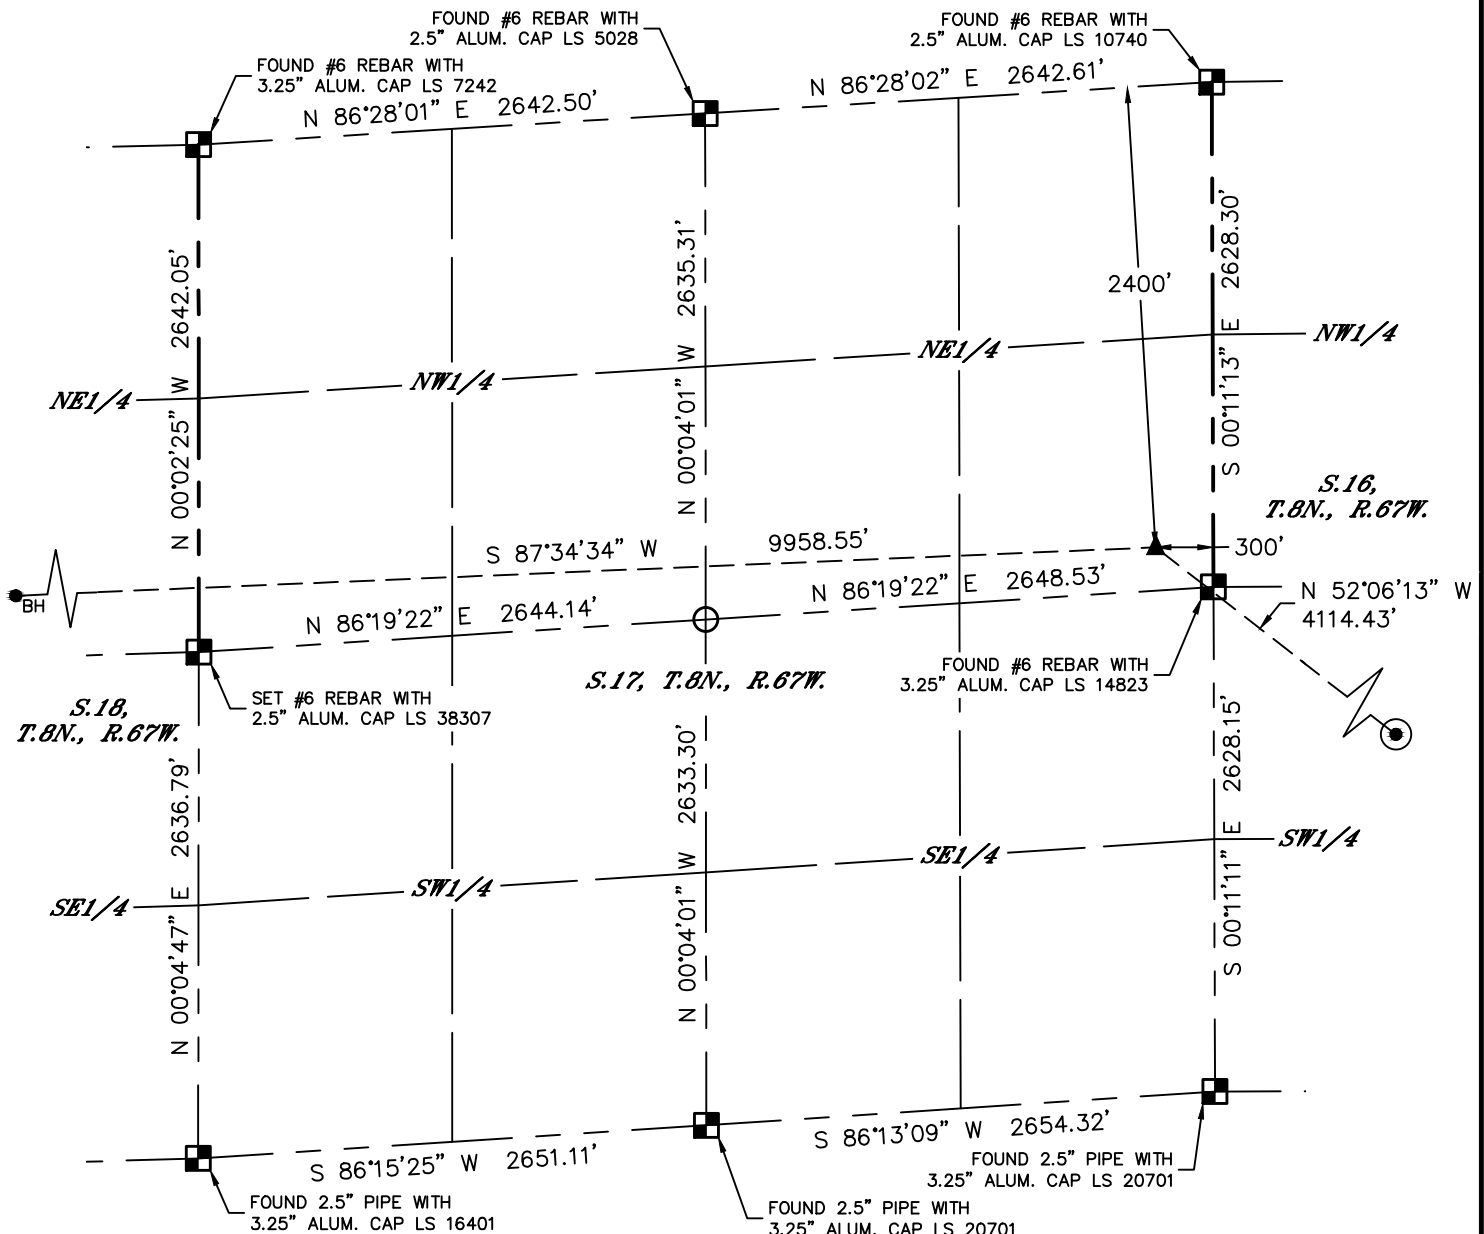 FOUND #6 REBAR WITH
2.5" ALUM. CAP LS 5028
FOUND #6 REBAR WITH
2.5" ALUM. CAP LS 10740
FOUND #6 REBAR WITH
3.25" ALUM. CAP LS 7242
N 86°28'01" E 2642.50'
N 86°28'02" E 2642.61'
N 00°02'25" W 2642.05'
N 00°04'01" W 2635.31'
2400'
S 00°11'13" E 2628.30'
NE1/4
NW1/4
NE1/4
NW1/4
S.16,
T.8N., R.67W.
S 87°34'34" W 9958.55'
300'
BH
N 86°19'22" E 2644.14'
N 86°19'22" E 2648.53'
N 52°06'13" W
4114.43'
FOUND #6 REBAR WITH
3.25" ALUM. CAP LS 14823
S.17, T.8N., R.67W.
SET #6 REBAR WITH
2.5" ALUM. CAP LS 38307
S.18,
T.8N., R.67W.
N 00°04'47" E 2636.79'
N 00°04'01" W 2633.30'
S 00°11'11" E 2628.15'
SE1/4
SW1/4
SE1/4
SW1/4
S 86°15'25" W 2651.11'
S 86°13'09" W 2654.32'
FOUND 2.5" PIPE WITH
3.25" ALUM. CAP LS 20701
FOUND 2.5" PIPE WITH
3.25" ALUM. CAP LS 16401
FOUND 2.5" PIPE WITH
3.25" ALUM. CAP LS 20701